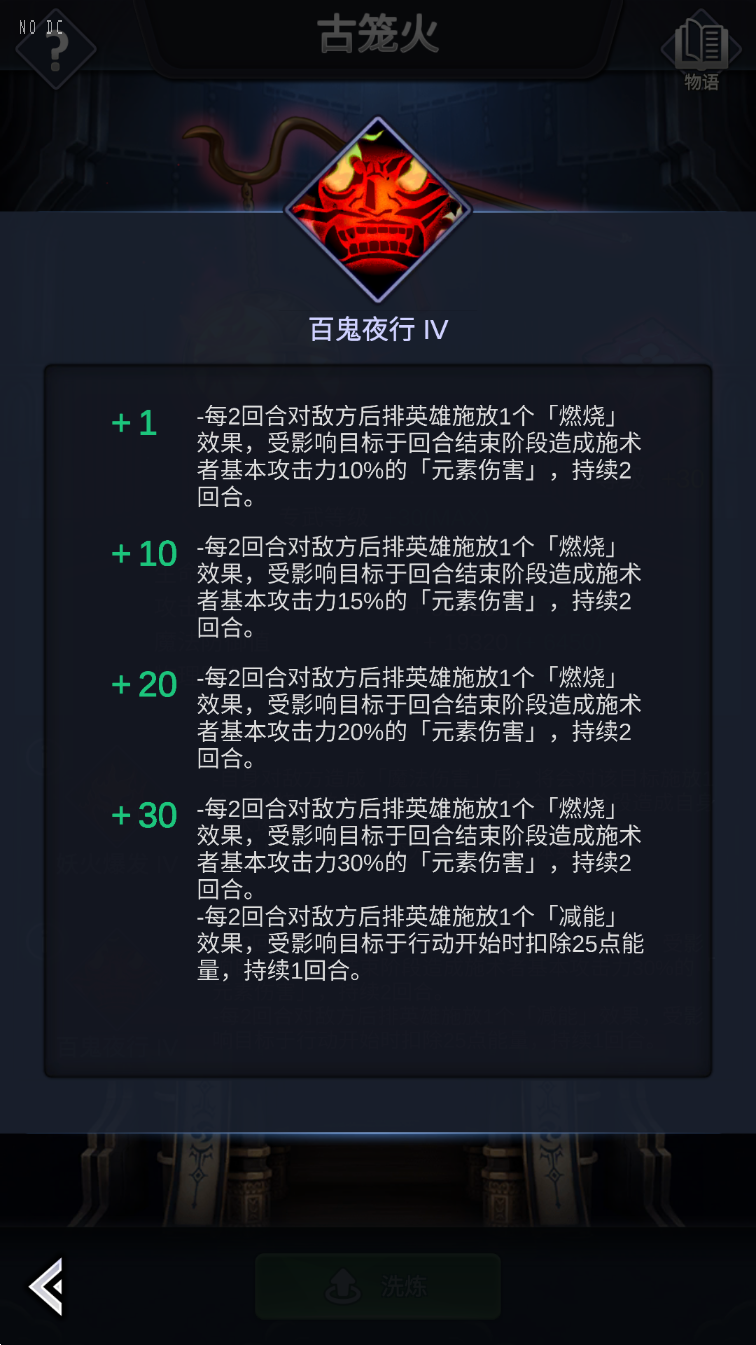 NO DC
古笼火
物语
百鬼夜行 IV
+1
-每2回合对敌方后排英雄施放1个「燃烧」
效果，受影响目标于回合结束阶段造成施术
者基本攻击力10%的「元素伤害」，持续2
回合。
+10
-每2回合对敌方后排英雄施放1个「燃烧」
效果，受影响目标于回合结束阶段造成施术
者基本攻击力15%的「元素伤害」，持续2
回合。
+20
-每2回合对敌方后排英雄施放1个「燃烧」
效果，受影响目标于回合结束阶段造成施术
者基本攻击力20%的「元素伤害」，持续2
回合。
+30
-每2回合对敌方后排英雄施放1个「燃烧」
效果，受影响目标于回合结束阶段造成施术
者基本攻击力30%的「元素伤害」，持续2
回合。
-每2回合对敌方后排英雄施放1个「减能」
效果，受影响目标于行动开始时扣除25点能
量，持续1回合。
洗炼